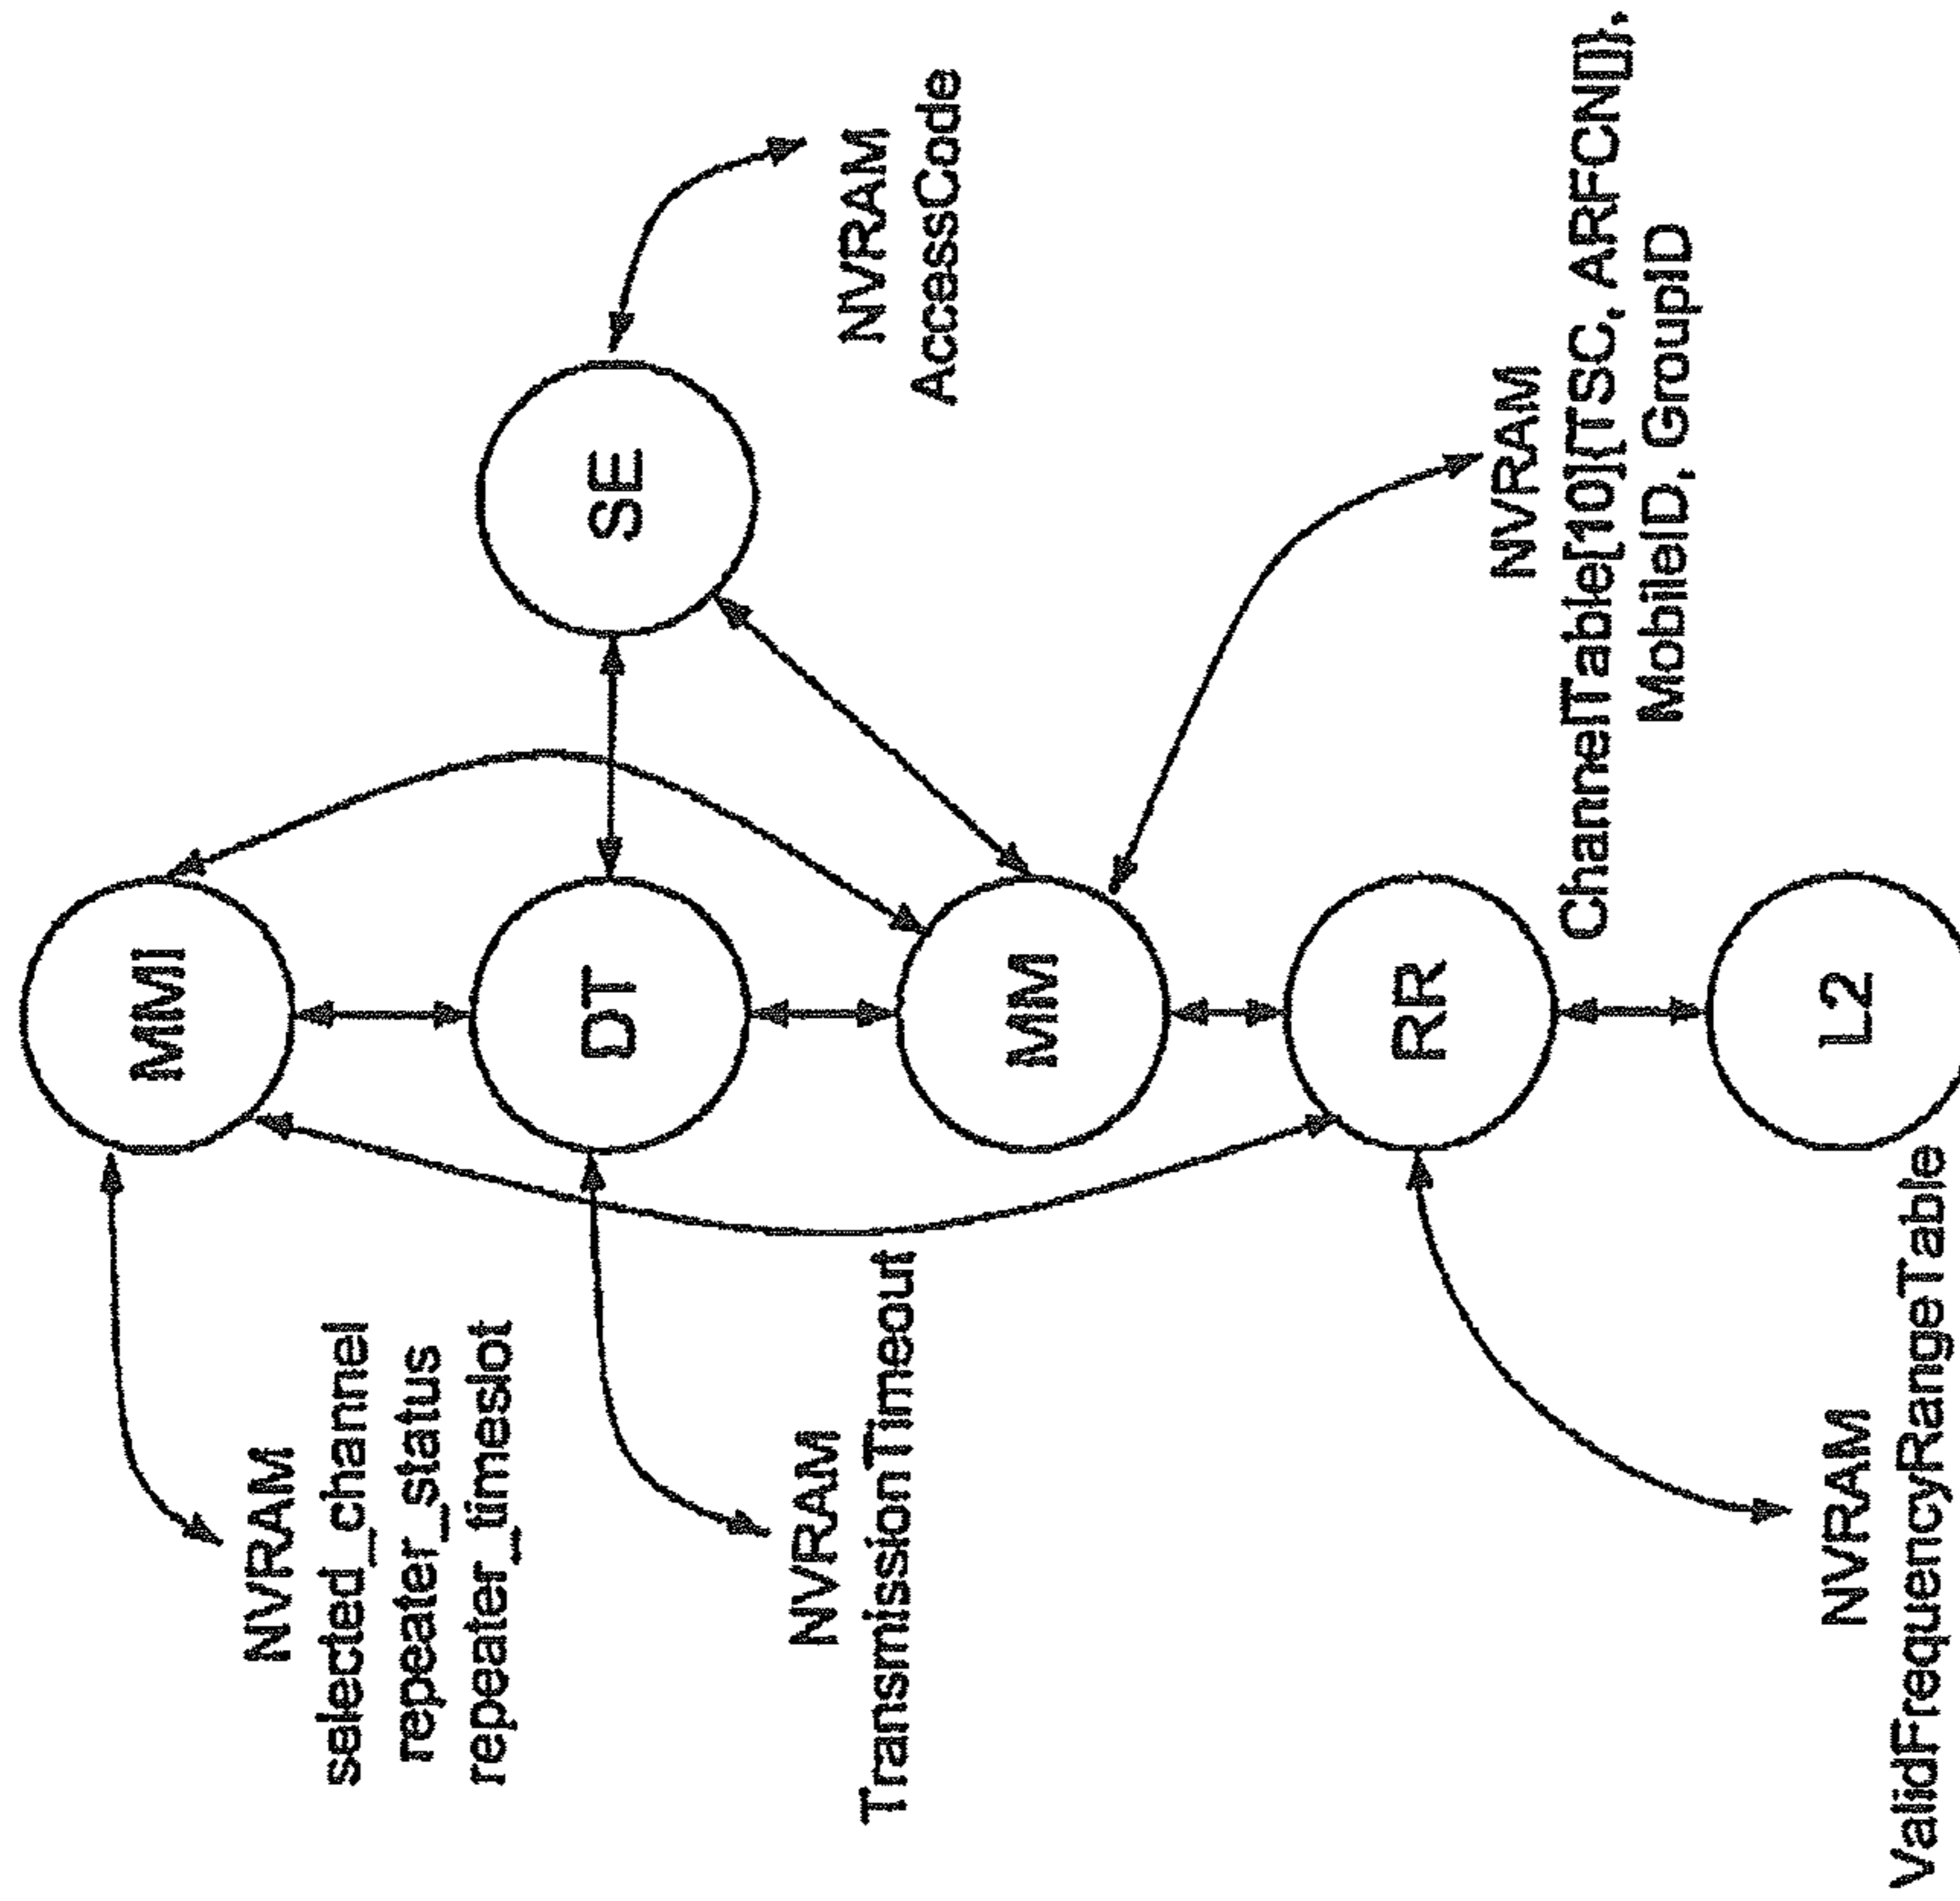 MMI
NVRAM
selected_channel
repeater_status
repeater_timeslot
DT
NVRAM
TransmissionTimeout
SE
NVRAM
AccessCode
MM
NVRAM
ChannelTable[10]{TSC, ARFCN[]},
MobileID, GroupID
RR
NVRAM
ValidFrequencyRangeTable
L2